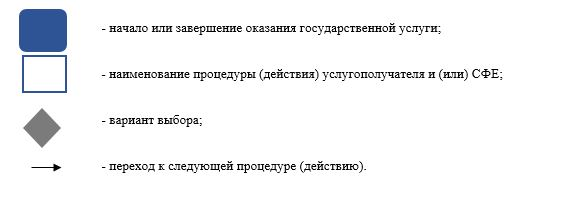 - начало или завершение оказания государственной услуги;
- наименование процедуры (действия) услугополучателя и (или) СФЕ;
- вариант выбора;
- переход к следующей процедуре (действию).